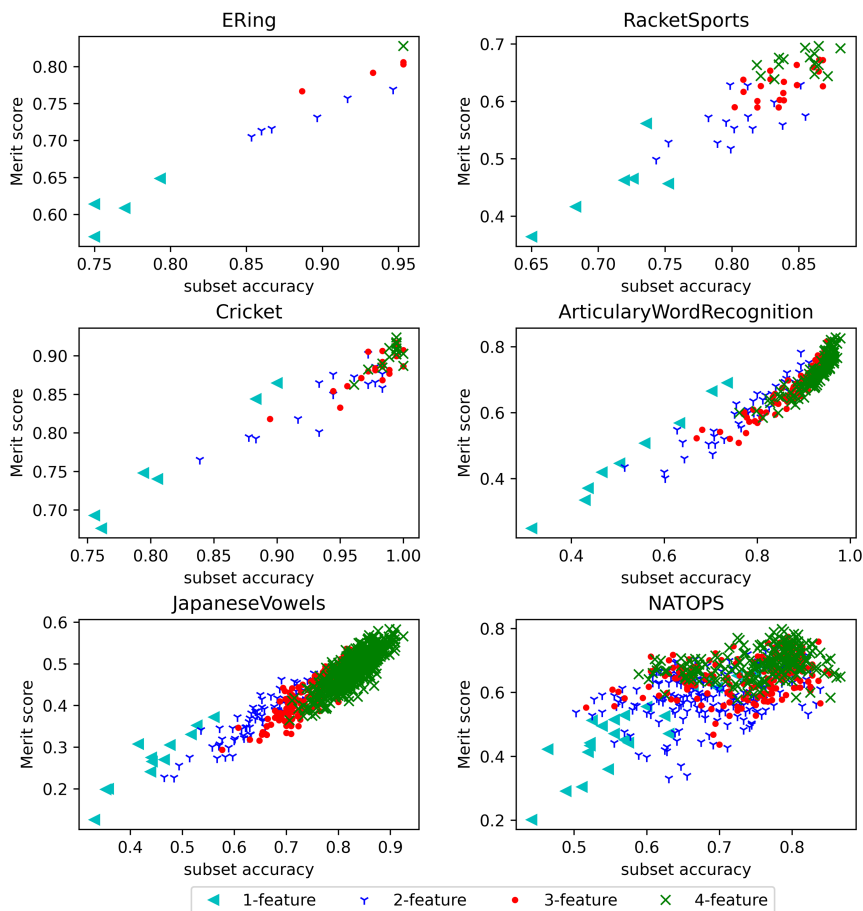 ERing RacketSports
Merit score
0.80
0.75
0.70
0.65
0.60
0.75 0.80 0.85 0.90 0.95
subset accuracy
Merit score
0.7
0.6
0.5
0.4
0.65 0.70 0.75 0.80 0.85
subset accuracy
Cricket ArticularyWordRecognition
Merit score
0.90
0.85
0.80
0.75
0.70
0.75 0.80 0.85 0.90 0.95 1.00
subset accuracy
Merit score
0.8
0.6
0.4
0.4 0.6 0.8 1.0
subset accuracy
JapaneseVowels NATOPS
Merit score
0.6
0.5
0.4
0.3
0.2
0.4 0.5 0.6 0.7 0.8 0.9
subset accuracy
Merit score
0.8
0.6
0.4
0.2
0.5 0.6 0.7 0.8
subset accuracy
1-feature 2-feature 3-feature 4-feature